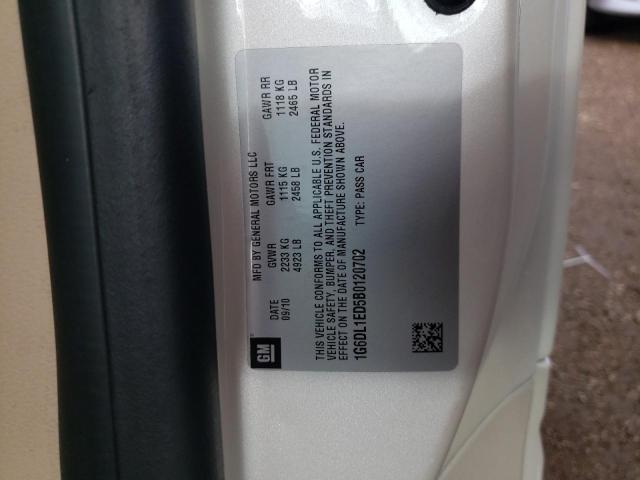 MFD BY GENERAL MOTORS LLC
DATE GVWR GAWR FRT GAWR RR
09/10 2233 KG 1115 KG 1118 KG
4923 LB 2458 LB 2465 LB
GM
THIS VEHICLE CONFORMS TO ALL APPLICABLE U.S. FEDERAL MOTOR
VEHICLE SAFETY, BUMPER, AND THEFT PREVENTION STANDARDS IN
EFFECT ON THE DATE OF MANUFACTURE SHOWN ABOVE.
1G6DL1ED5B0120702 TYPE: PASS CAR